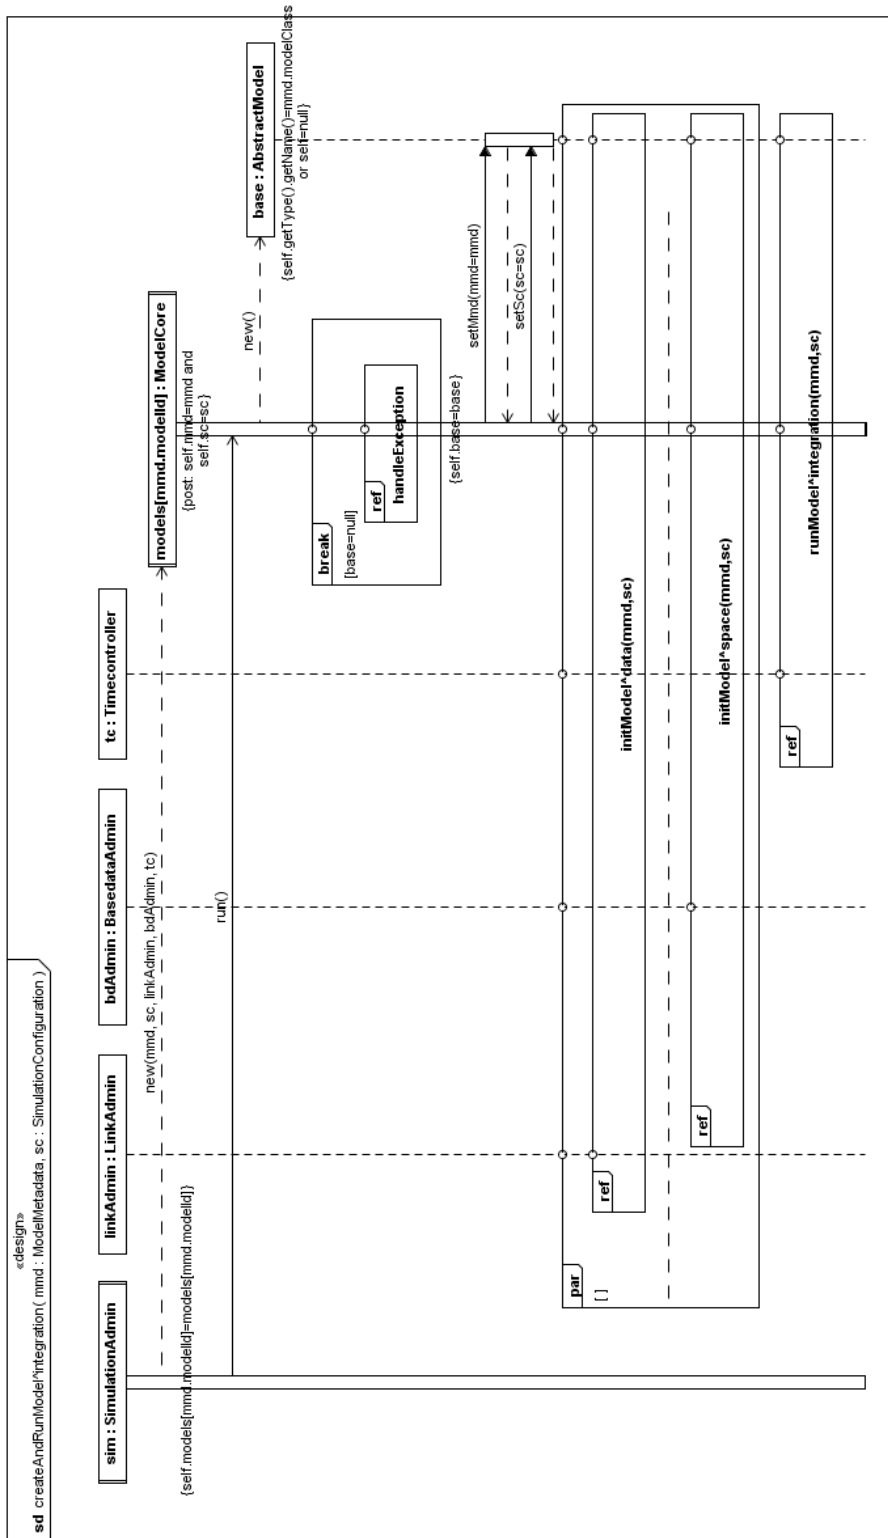 «design»
sd createAndRunModel^integration( mmd : ModelMetadata, sc : SimulationConfiguration )
sim : SimulationAdmin
linkAdmin : LinkAdmin
bdAdmin : BasedataAdmin
tc : Timecontroller
new(mmd, sc, linkAdmin, bdAdmin, tc)
models[mmd.modelId] : ModelCore
{self.models[mmd.modelId]=models[mmd.modelId]}
{post: self.mmd=mmd and
self.sc=sc}
run()
new()
base : AbstractModel
{self.getType().getName()=mmd.modelClass
or self=null}
break
[base=null]
ref
handleException
{self.base=base}
setMmd(mmd=mmd)
setSc(sc=sc)
par
[ ]
ref
initModel^data(mmd,sc)
ref
initModel^space(mmd,sc)
ref
runModel^integration(mmd,sc)